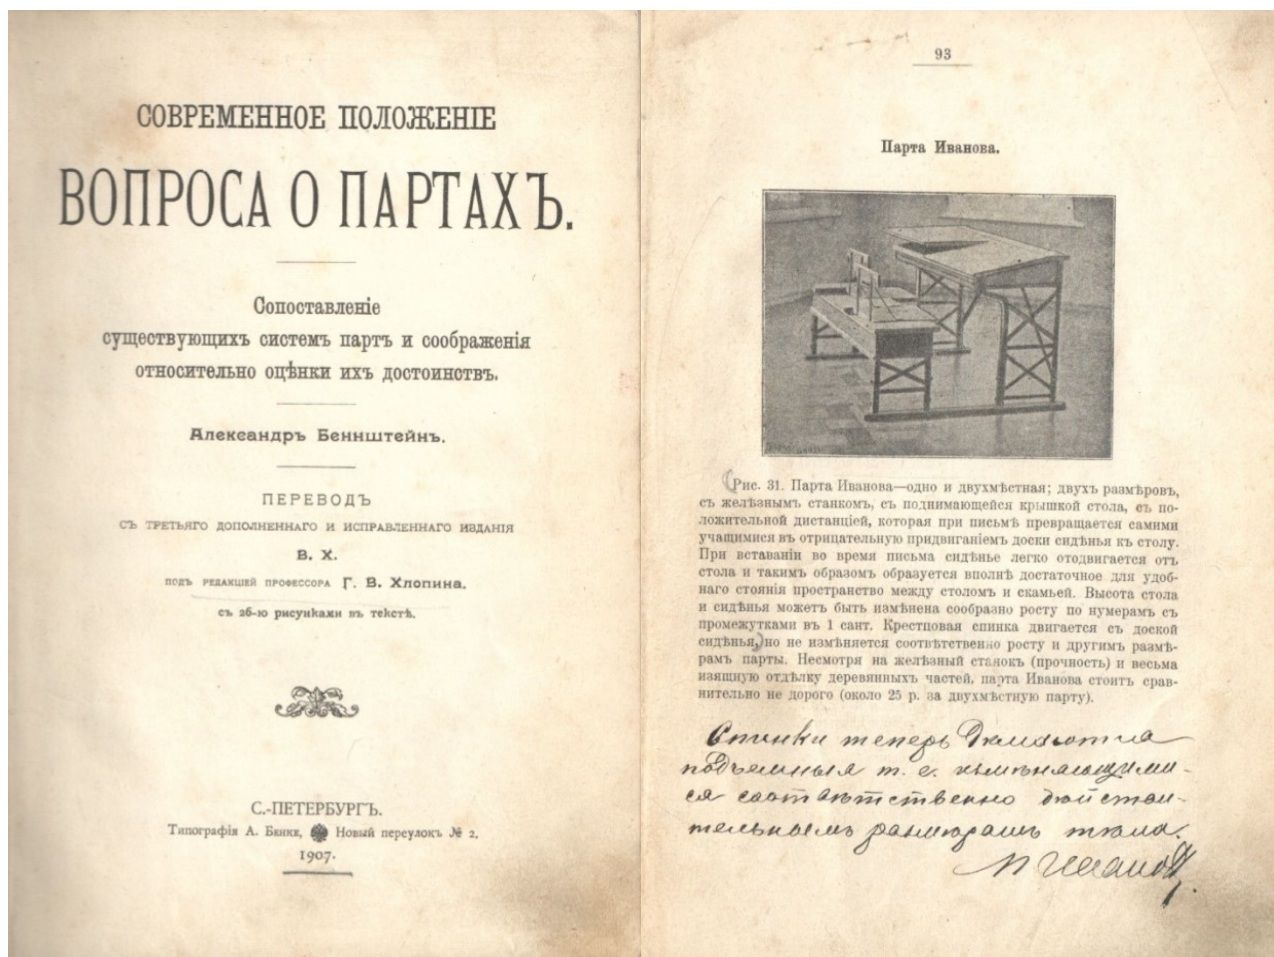 СОВРЕМЕННОЕ ПОЛОЖЕНІЕ
ВОПРОСА О ПАРТАХЪ.
Сопоставленіе
существующихъ системъ партъ и соображенія
относительно оцѣнки ихъ достоинствъ.
Александръ Беннштейнъ.
ПЕРЕВОДЪ
СЪ ТРЕТЬЯГО ДОПОЛНЕННАГО И ИСПРАВЛЕННАГО ИЗДАНІЯ
В. Х.
ПОДЪ РЕДАКЦІЕЙ ПРОФЕССОРА Г. В. Хлопина.
съ 26-ю рисунками въ текстѣ.
С.-ПЕТЕРБУРГЪ.
Типографія А. Бенке, Новый переулокъ № 2.
1907.
93
Парта Иванова.
(Рис. 31. Парта Иванова—одно и двухмѣстная; двухъ размѣровъ,
съ желѣзнымъ станкомъ, съ поднимающейся крышкой стола, съ по-
ложительной дистанціей, которая при письмѣ превращается самими
учащимися въ отрицательную придвиганіемъ доски сидѣнья къ столу.
При вставаніи во время письма сидѣнье легко отодвигается отъ
стола и такимъ образомъ образуется вполнѣ достаточное для удоб-
наго стоянія пространство между столомъ и скамьей. Высота стола
и сидѣнья можетъ быть измѣнена сообразно росту по нумерамъ съ
промежутками въ 1 сант. Крестцовая спинка двигается съ доской
сидѣнья,) но не измѣняется соотвѣтственно росту и другимъ размѣ-
рамъ парты. Несмотря на желѣзный станокъ (прочность) и весьма
изящную отдѣлку деревянныхъ частей, парта Иванова стоитъ срав-
нительно не дорого (около 25 р. за двухмѣстную парту).
Спинки теперь дѣлаются
подъемныя т. е. измѣняющими-
ся соотвѣтственно дѣйстви-
тельнымъ размѣрамъ тѣла.
М Иванов